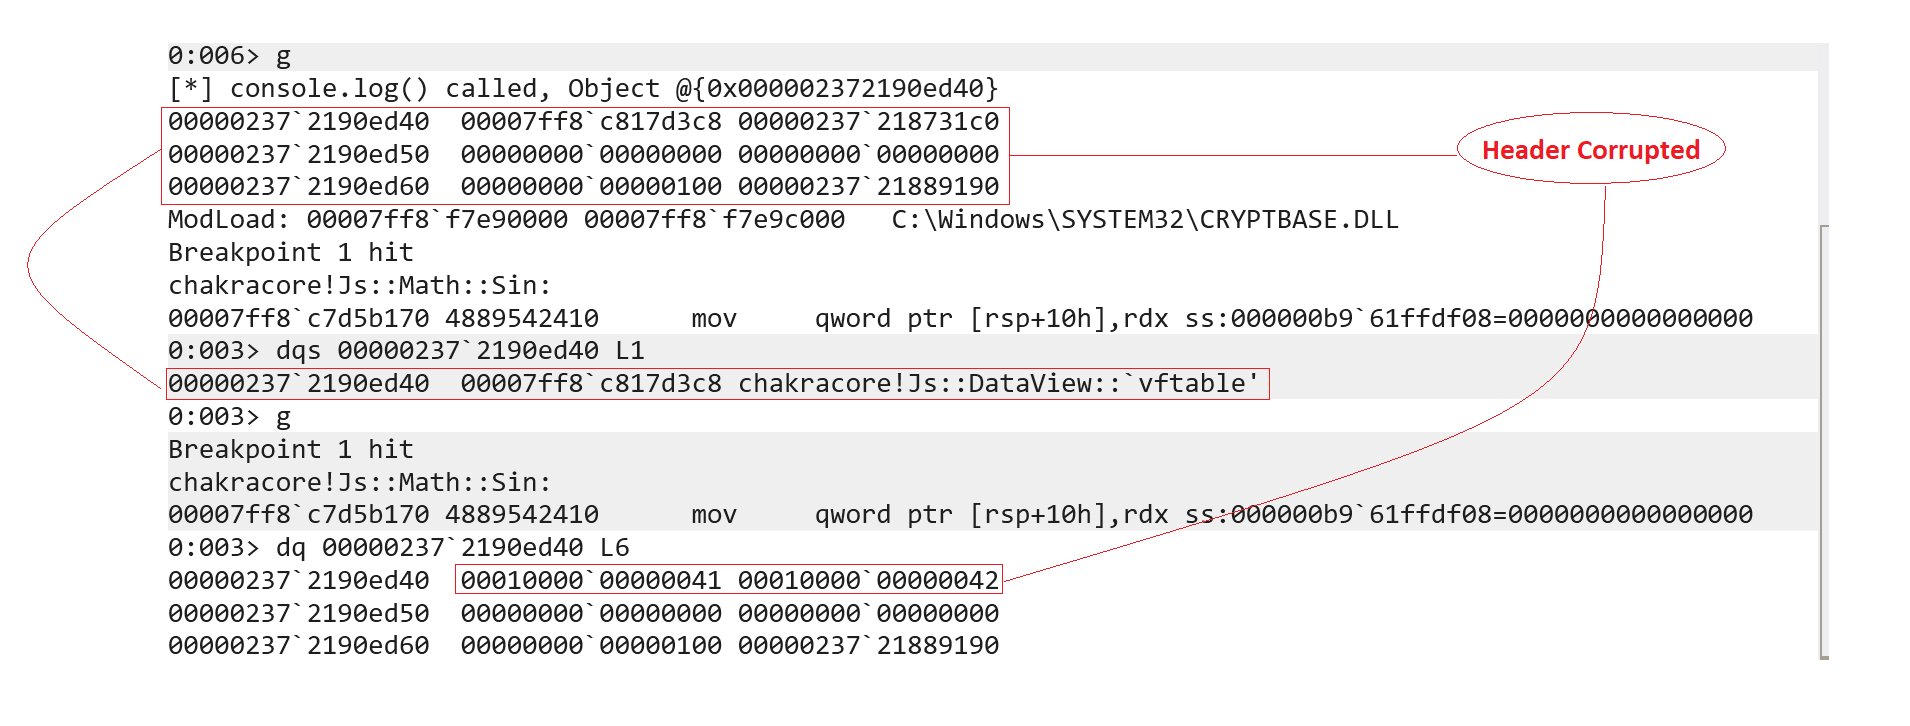 0:006> g
[*] console.log() called, Object @{0x000002372190ed40}
00000237`2190ed40  00007ff8`c817d3c8 00000237`218731c0
00000237`2190ed50  00000000`00000000 00000000`00000000
Header Corrupted
00000237`2190ed60  00000000`00000100 00000237`21889190
ModLoad: 00007ff8`f7e90000 00007ff8`f7e9c000   C:\Windows\SYSTEM32\CRYPTBASE.DLL
Breakpoint 1 hit
chakracore!Js::Math::Sin:
00007ff8`c7d5b170 4889542410      mov     qword ptr [rsp+10h],rdx ss:000000b9`61ffdf08=0000000000000000
0:003> dqs 00000237`2190ed40 L1
00000237`2190ed40  00007ff8`c817d3c8 chakracore!Js::DataView::`vftable'
0:003> g
Breakpoint 1 hit
chakracore!Js::Math::Sin:
00007ff8`c7d5b170 4889542410      mov     qword ptr [rsp+10h],rdx ss:000000b9`61ffdf08=0000000000000000
0:003> dq 00000237`2190ed40 L6
00000237`2190ed40  00010000`00000041 00010000`00000042
00000237`2190ed50  00000000`00000000 00000000`00000000
00000237`2190ed60  00000000`00000100 00000237`21889190